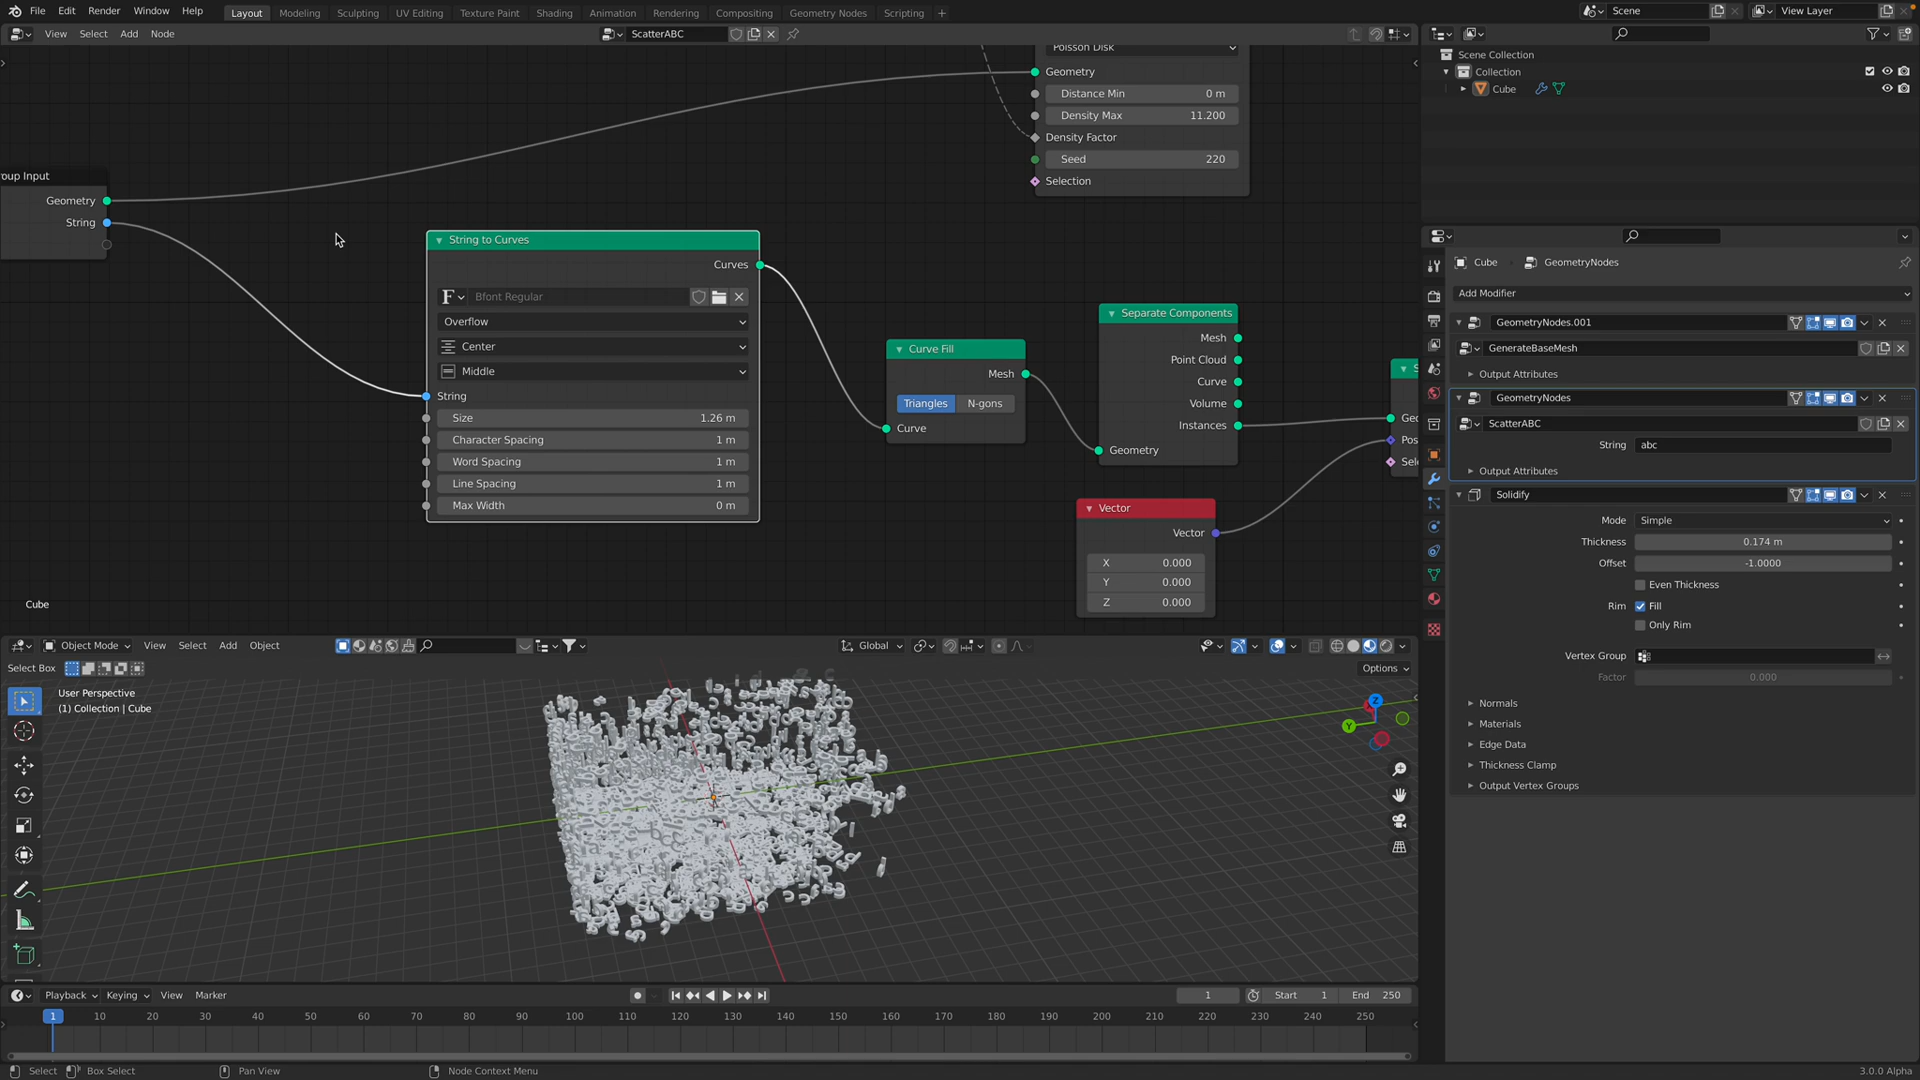 File Edit Render Window Help Layout Modeling Sculpting UV Editing Texture Paint Shading Animation Rendering Compositing Geometry Nodes Scripting + Scene View Layer
View Select Add Node ScatterABC
Poisson Disk
Geometry
Distance Min 0 m
Density Max 11.200
Density Factor
Seed 220
Selection
oup Input
Geometry
String
String to Curves
Curves
Bfont Regular
Overflow
Center
Middle
String
Size 1.26 m
Character Spacing 1 m
Word Spacing 1 m
Line Spacing 1 m
Max Width 0 m
Curve Fill
Mesh
Triangles N-gons
Curve
Separate Components
Mesh
Point Cloud
Curve
Volume
Instances
Geometry
Vector
Vector
X 0.000
Y 0.000
Z 0.000
S
Geo
Pos
Sele
Cube
Scene Collection
Collection
Cube
Cube GeometryNodes
Add Modifier
GeometryNodes.001
GenerateBaseMesh
Output Attributes
GeometryNodes
ScatterABC
String abc
Output Attributes
Solidify
Mode Simple
Thickness 0.174 m
Offset -1.0000
Even Thickness
Rim Fill
Only Rim
Vertex Group
Factor 0.000
Normals
Materials
Edge Data
Thickness Clamp
Output Vertex Groups
Object Mode View Select Add Object Global
Select Box Options
User Perspective
(1) Collection | Cube
Z
Y
Playback Keying View Marker 1 Start 1 End 250
1 10 20 30 40 50 60 70 80 90 100 110 120 130 140 150 160 170 180 190 200 210 220 230 240 250
Select Box Select Pan View Node Context Menu 3.0.0 Alpha